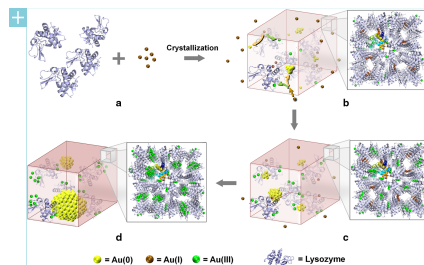 Crystallization
a
b
d
c
= Au(0) = Au(I) = Au(III) = Lysozyme